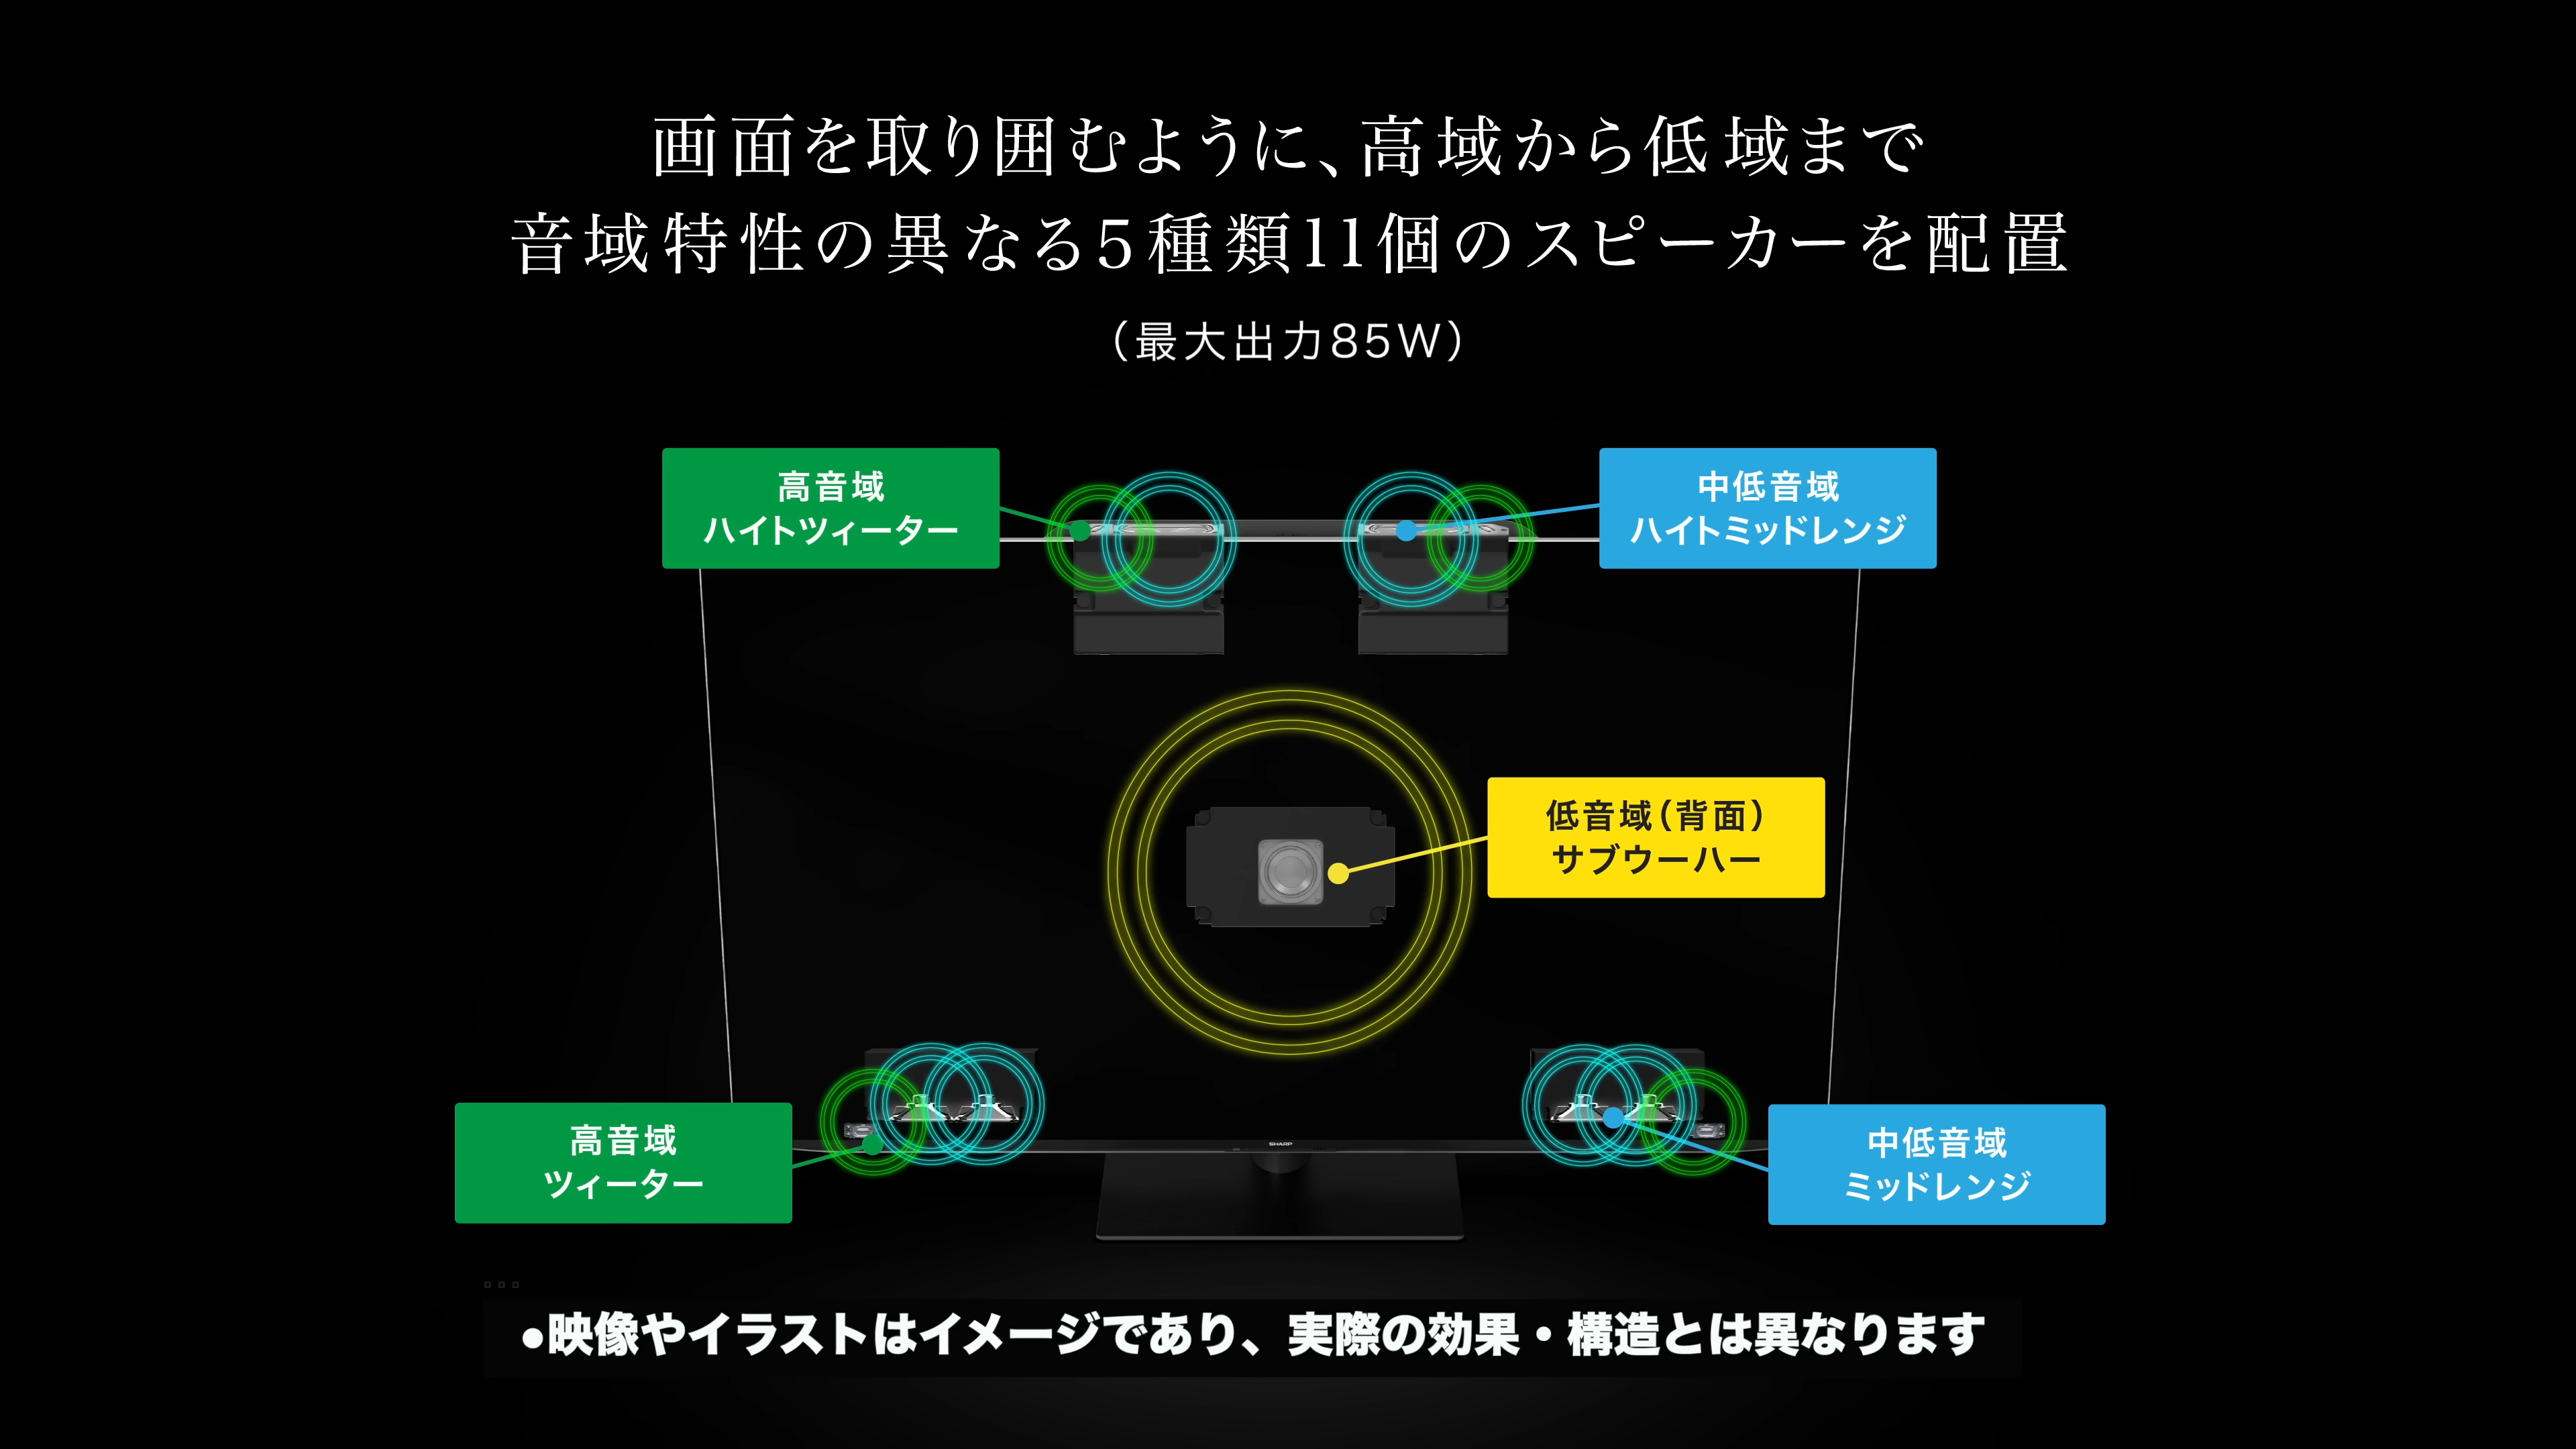 画面を取り囲むように、高域から低域まで
音域特性の異なる5種類11個のスピーカーを配置
（最大出力85W）
高音域
ハイトツィーター
中低音域
ハイトミッドレンジ
低音域（背面）
サブウーハー
SHARP
高音域
ツィーター
中低音域
ミッドレンジ
●映像やイラストはイメージであり、実際の効果・構造とは異なります